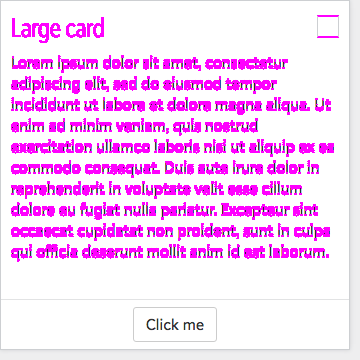 Large card
Lorem ipsum dolor sit amet, consectetur
adipiscing elit, sed do eiusmod tempor
incididunt ut labore et dolore magna aliqua. Ut
enim ad minim veniam, quis nostrud
exercitation ullamco laboris nisi ut aliquip ex ea
commodo consequat. Duis aute irure dolor in
reprehenderit in voluptate velit esse cillum
dolore eu fugiat nulla pariatur. Excepteur sint
occaecat cupidatat non proident, sunt in culpa
qui officia deserunt mollit anim id est laborum.
Click me